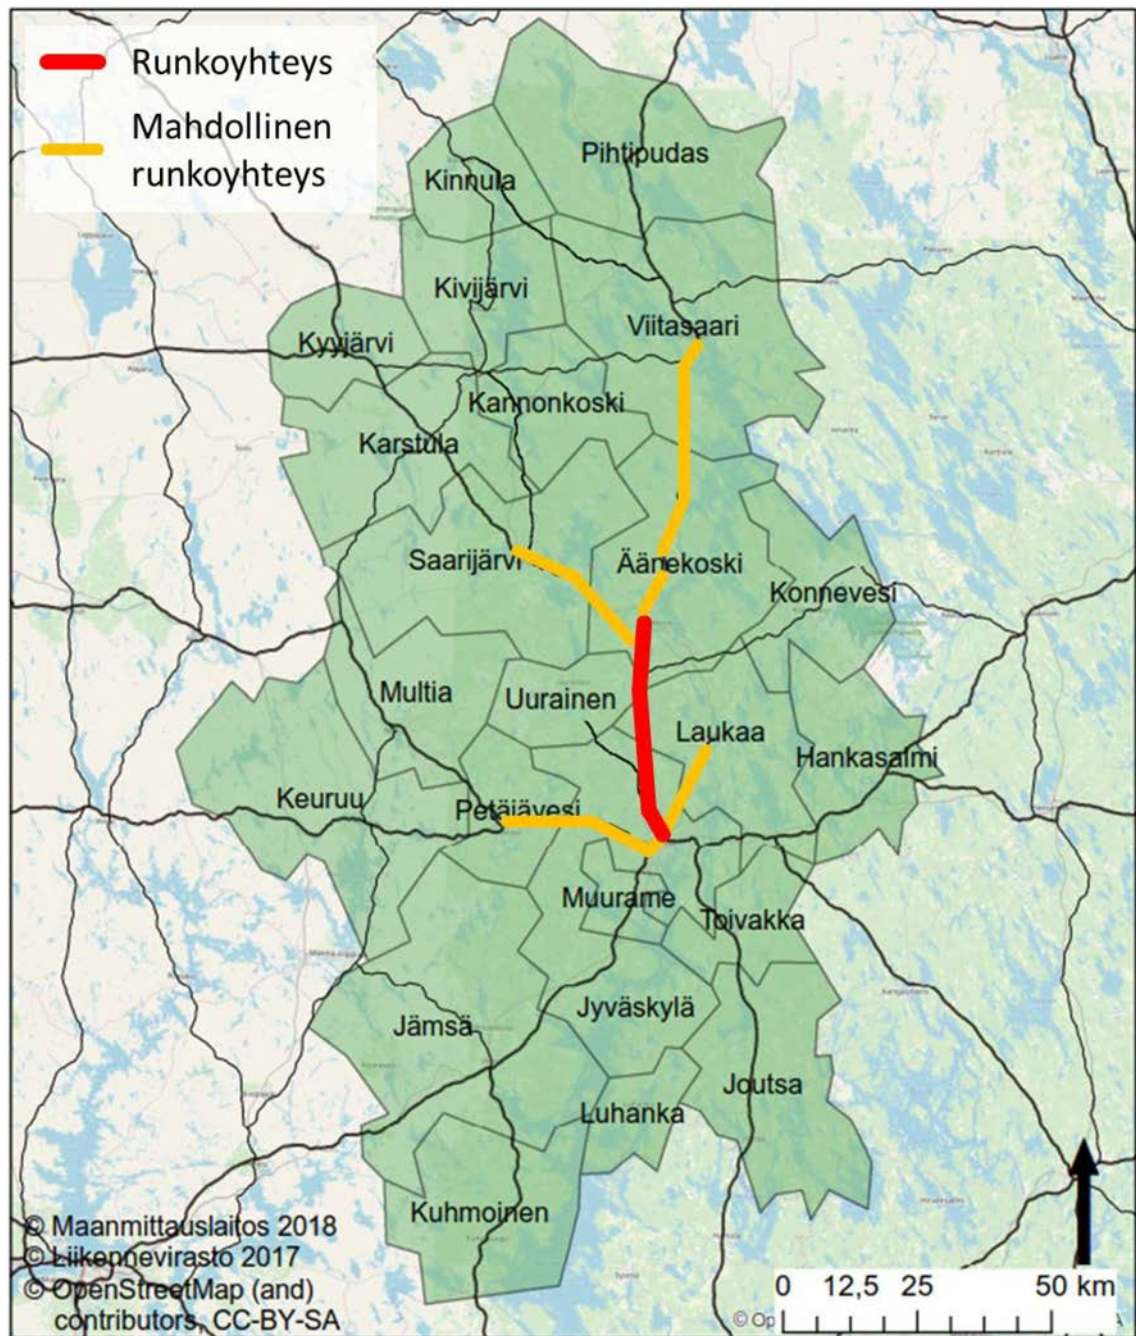 Runkoyhteys
Mahdollinen
runkoyhteys
Pihtipudas
Kinnula
Kivijärvi
Viitasaari
Kyyjärvi
Kannonkoski
Karstula
Saarijärvi
Äänekoski
Konnevesi
Multia
Uurainen
Laukaa
Hankasalmi
Keuruu
Petäjävesi
Muurame
Toivakka
Jyväskylä
Jämsä
Joutsa
Luhanka
Kuhmoinen
© Maanmittauslaitos 2018
© Liikennevirasto 2017
© OpenStreetMap (and)
contributors, CC-BY-SA
0 12,5 25 50 km